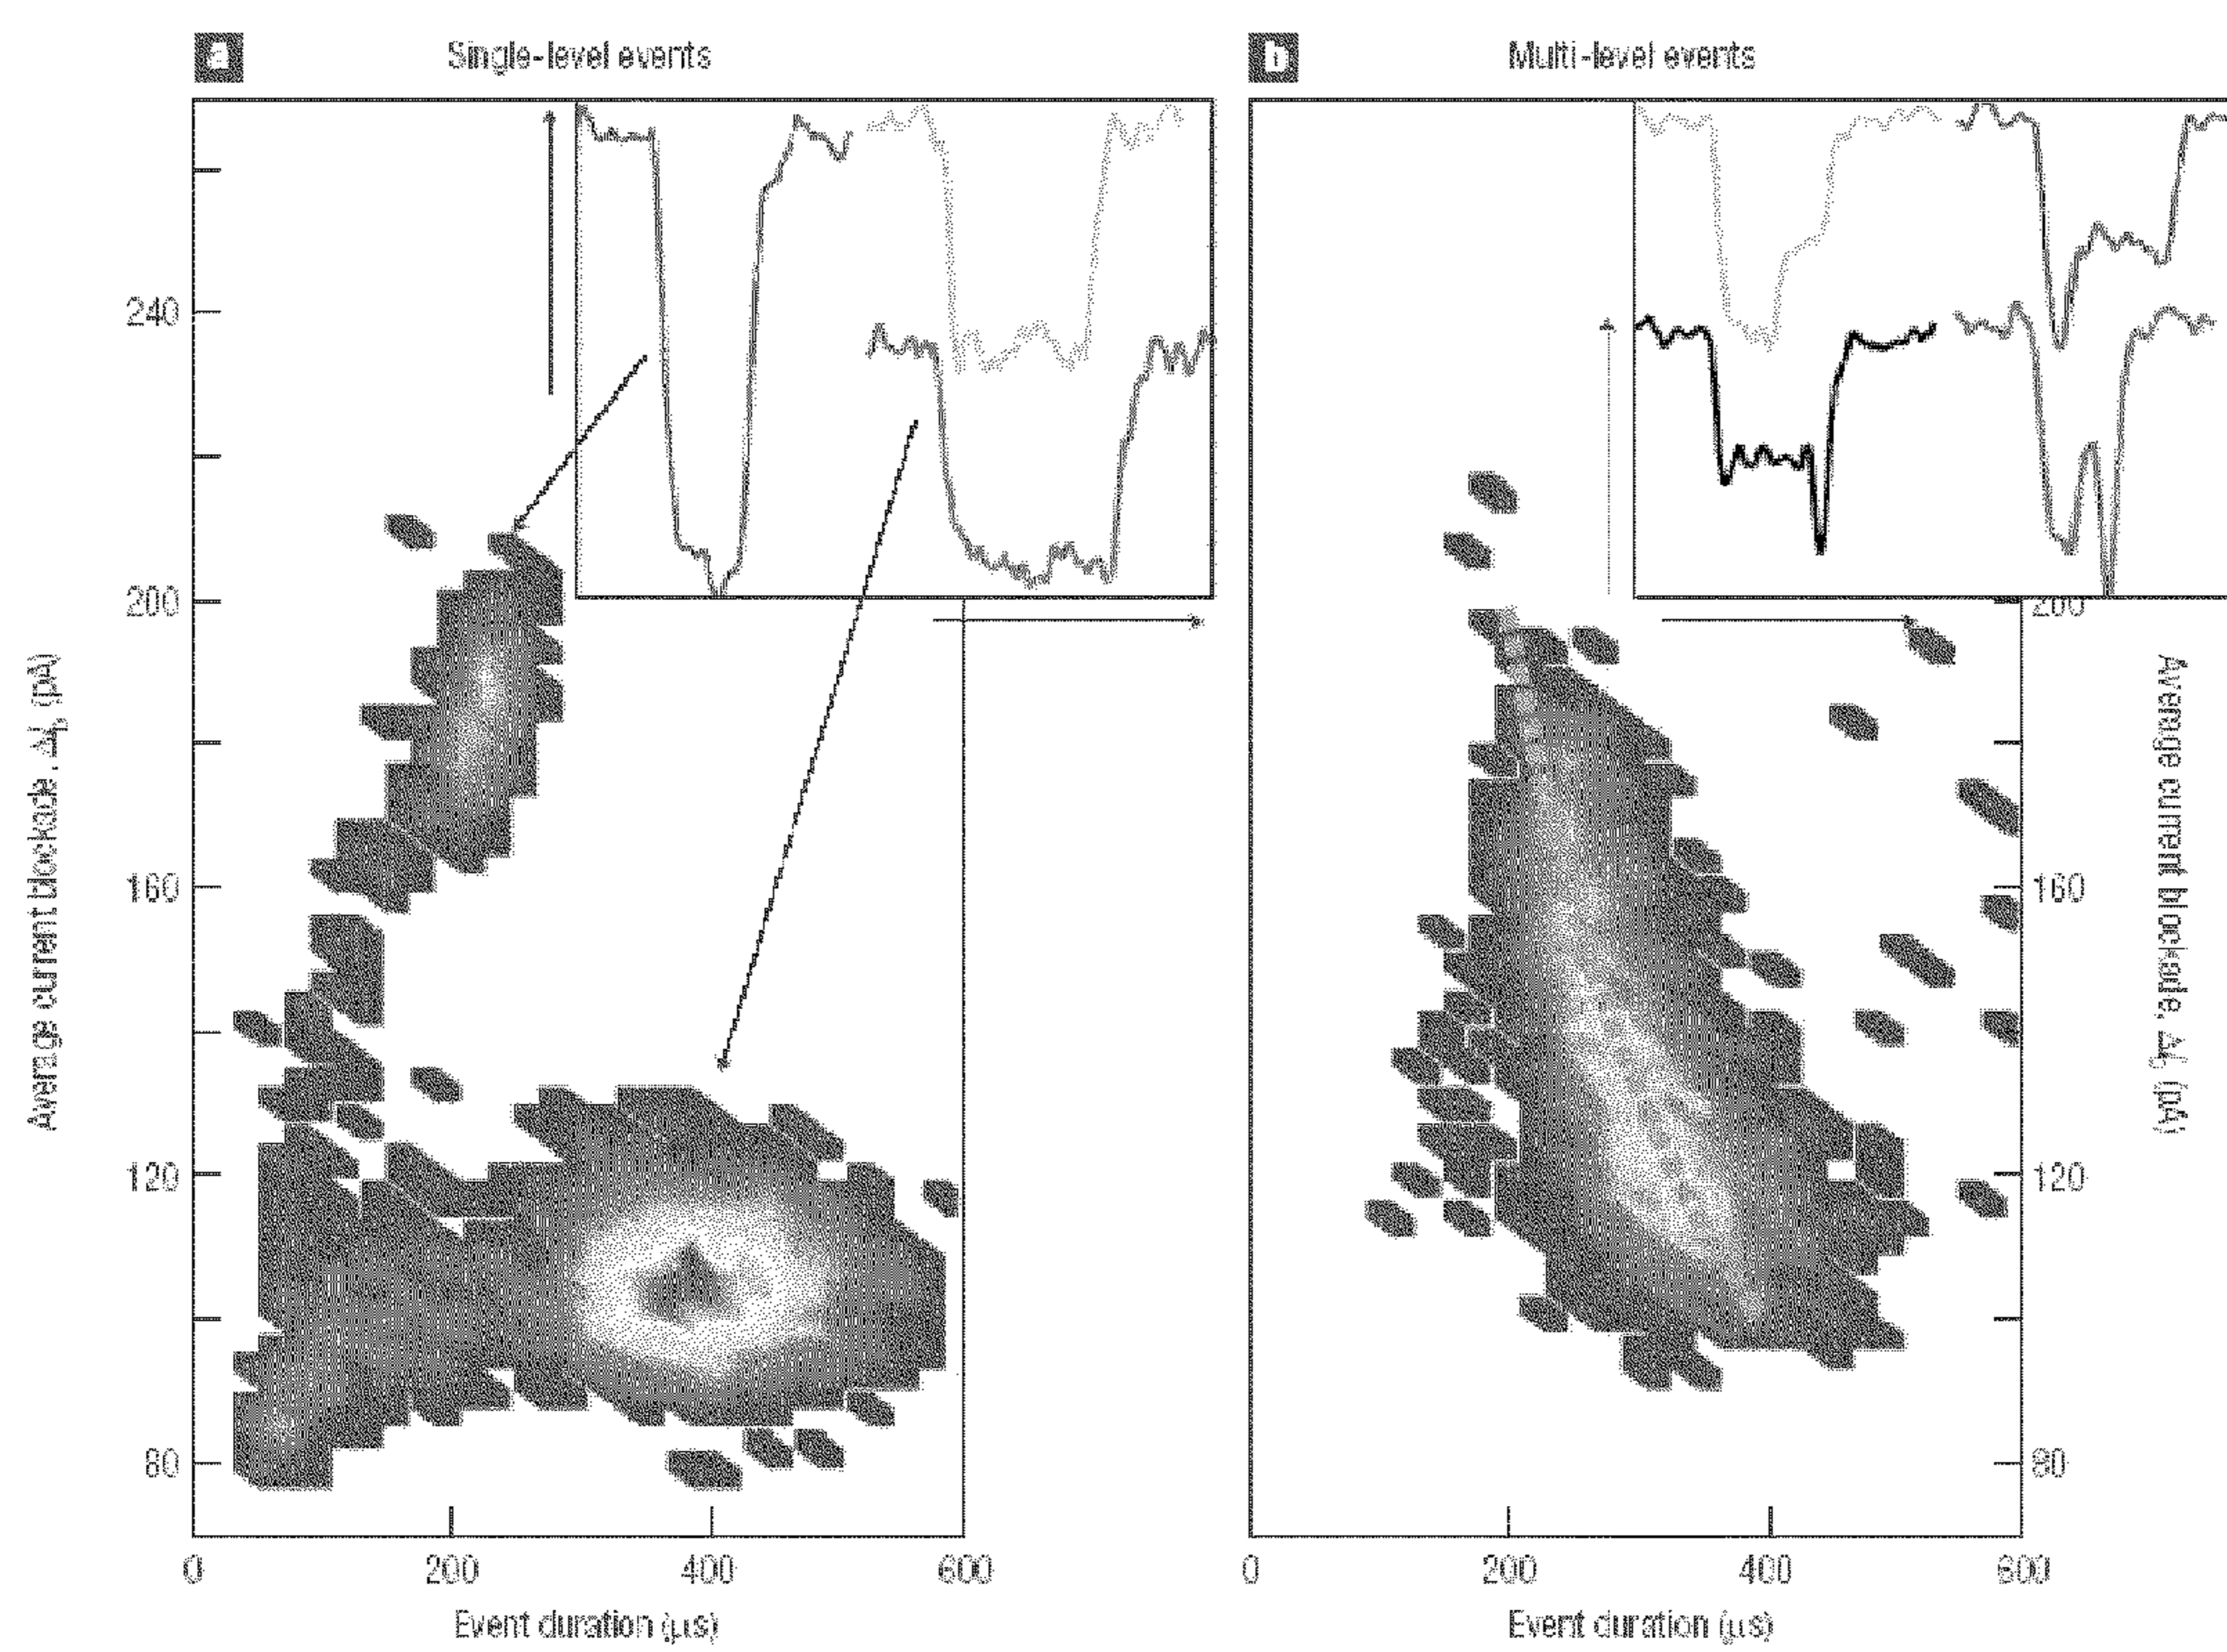 a Single-level events
240
200
160
120
80
Average current blockade, ΔIb (pA)
0 200 400 600
Event duration (μs)
b Multi-level events
200
160
120
80
Average current blockade, ΔIb (pA)
0 200 400 600
Event duration (μs)